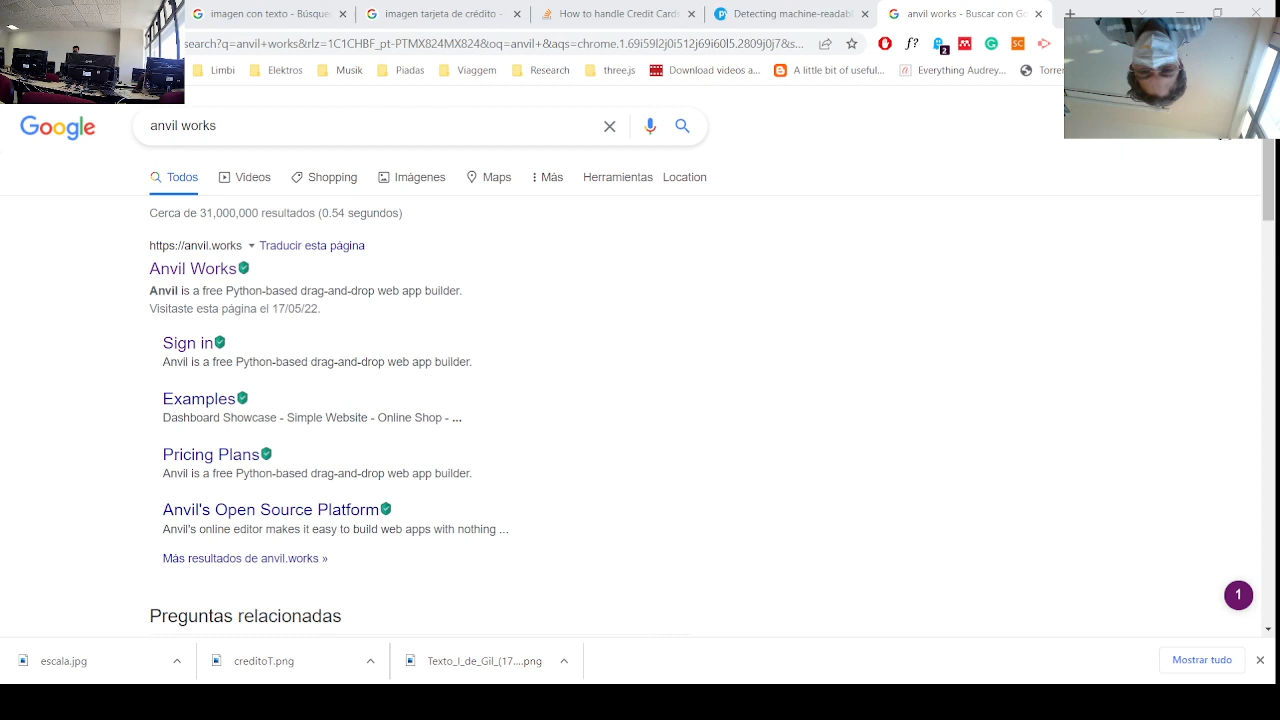 imagen con texto - Búsque
imagen tarjeta de crédito -
How to handle Credit Cards
Detecting machine-readabl
anvil works - Buscar con Go
search?q=anvil+works&rlz=1C1CHBF_pt-PTMX824MX824&oq=anvil+&aqs=chrome.1.69i59l2j0i512j69i60l5.2809j0j7&s...
f?
2
SC
Limbi
Elektros
Musik
Piadas
Viaggem
Research
three.js
Download videos a...
A little bit of useful...
Everything Audrey...
Torren
Google
anvil works
Todos
Videos
Shopping
Imágenes
Maps
Más
Herramientas
Location
Cerca de 31,000,000 resultados (0.54 segundos)
https://anvil.works
Traducir esta página
Anvil Works
Anvil is a free Python-based drag-and-drop web app builder.
Visitaste esta página el 17/05/22.
Sign in
Anvil is a free Python-based drag-and-drop web app builder.
Examples
Dashboard Showcase - Simple Website - Online Shop - ...
Pricing Plans
Anvil is a free Python-based drag-and-drop web app builder.
Anvil's Open Source Platform
Anvil's online editor makes it easy to build web apps with nothing ...
Más resultados de anvil.works »
1
Preguntas relacionadas
escala.jpg
creditoT.png
Texto_I_de_Gil_(17....png
Mostrar tudo